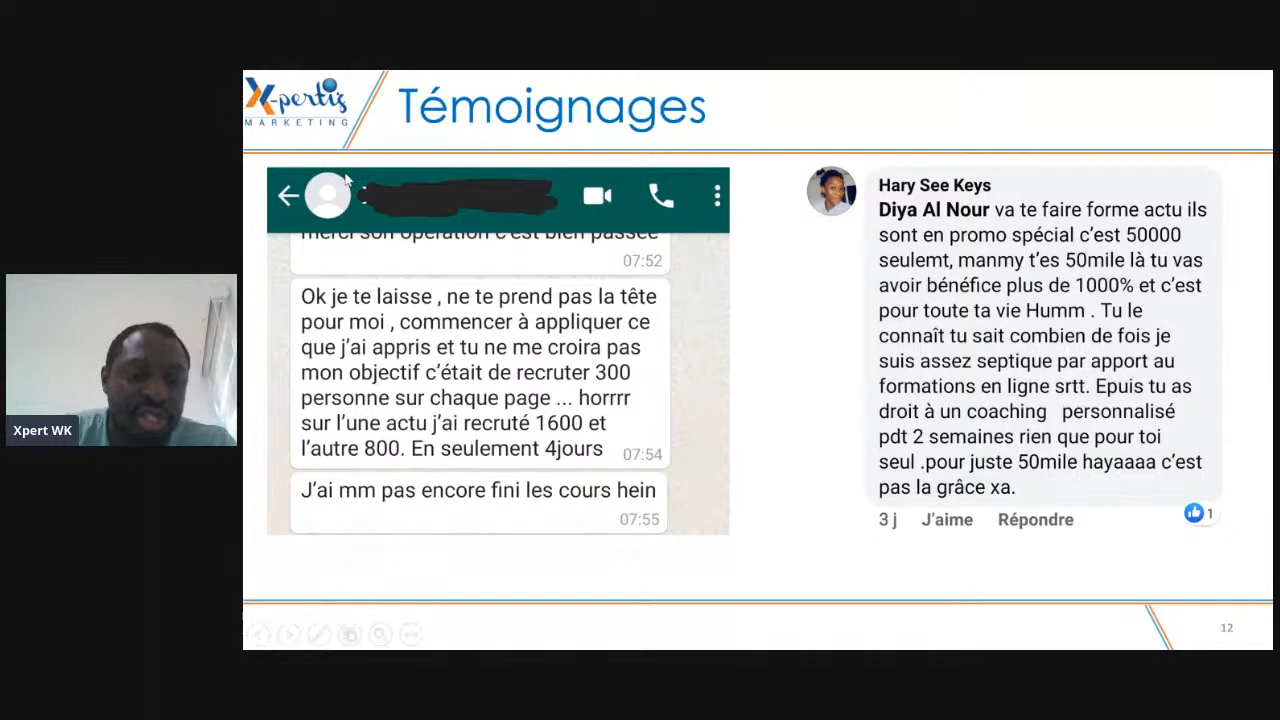 X-pertiz
MARKETING
Témoignages
merci son opération c'est bien passée
07:52
Ok je te laisse , ne te prend pas la tête
pour moi , commencer à appliquer ce
que j'ai appris et tu ne me croira pas
mon objectif c'était de recruter 300
personne sur chaque page ... horrrr
sur l'une actu j'ai recruté 1600 et
l'autre 800. En seulement 4jours
07:54
J'ai mm pas encore fini les cours hein
07:55
Hary See Keys
Diya Al Nour va te faire forme actu ils
sont en promo spécial c'est 50000
seulemt, manmy t'es 50mile là tu vas
avoir bénéfice plus de 1000% et c'est
pour toute ta vie Humm . Tu le
connaît tu sait combien de fois je
suis assez septique par apport au
formations en ligne srtt. Epuis tu as
droit à un coaching personnalisé
pdt 2 semaines rien que pour toi
seul .pour juste 50mile hayaaaa c'est
pas la grâce xa.
3 j J'aime Répondre
1
Xpert WK
12